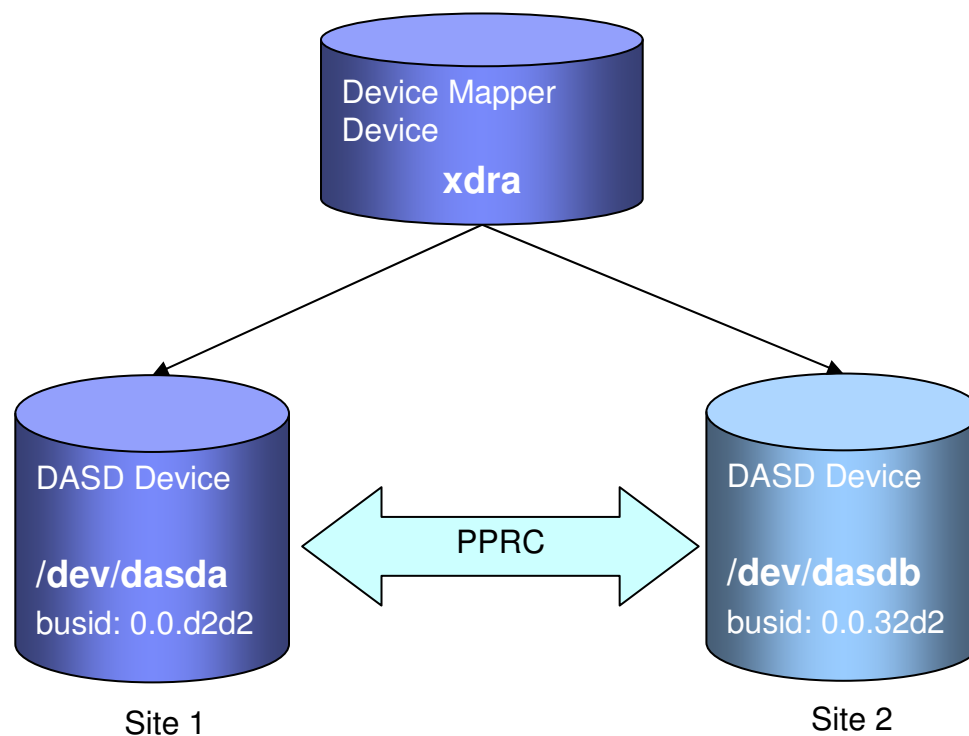 Device Mapper
Device
xdra
DASD Device
/dev/dasda
busid: 0.0.d2d2
PPRC
DASD Device
/dev/dasdb
busid: 0.0.32d2
Site 1
Site 2